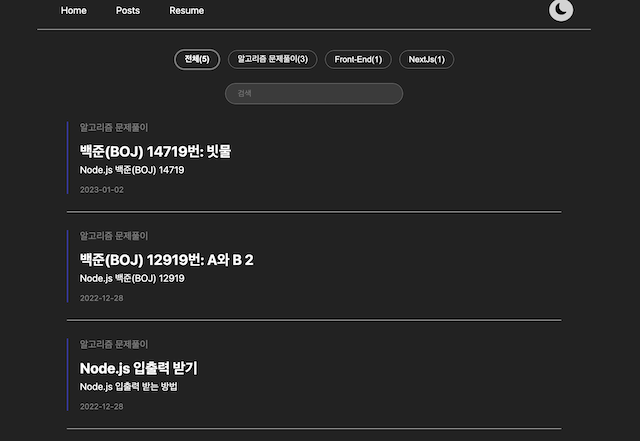 Home Posts Resume
전체(5) 알고리즘 문제풀이(3) Front-End(1) NextJs(1)
검색
알고리즘 문제풀이
백준(BOJ) 14719번: 빗물
Node.js 백준(BOJ) 14719
2023-01-02
알고리즘 문제풀이
백준(BOJ) 12919번: A와 B 2
Node.js 백준(BOJ) 12919
2022-12-28
알고리즘 문제풀이
Node.js 입출력 받기
Node.js 입출력 받는 방법
2022-12-28